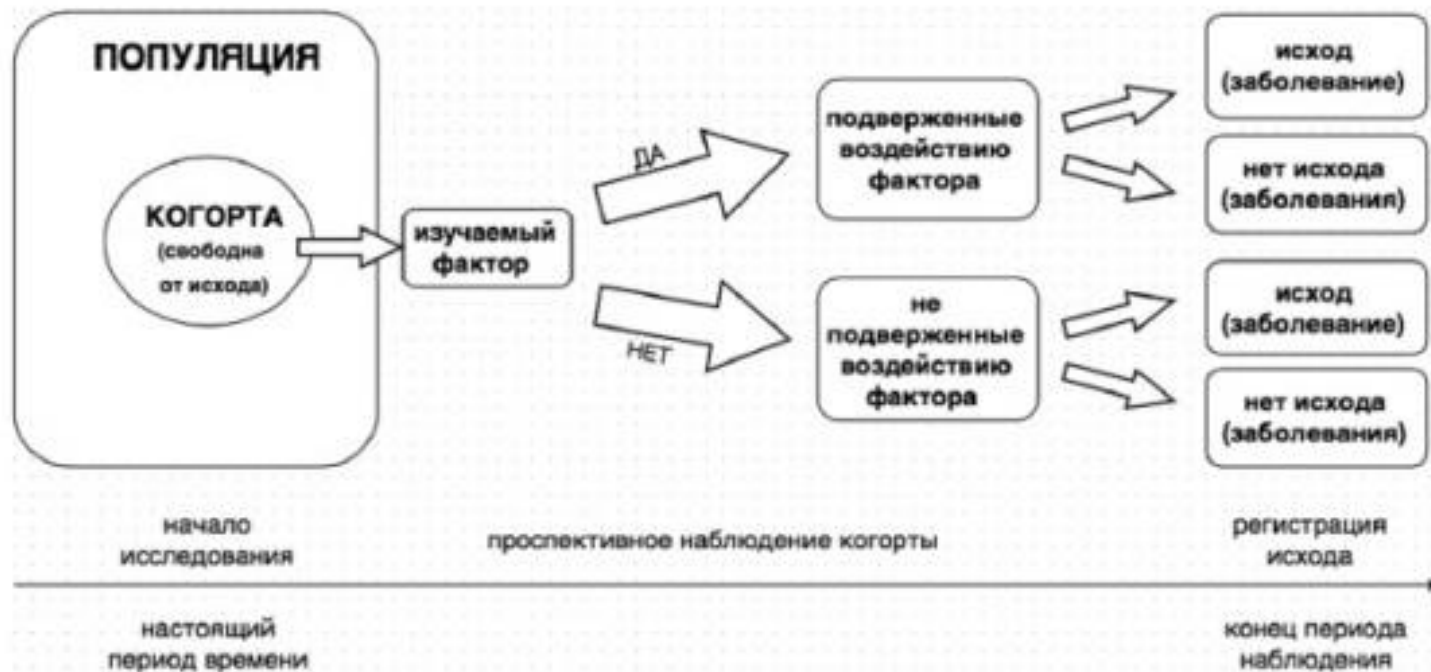 ПОПУЛЯЦИЯ
КОГОРТА
(свободна
от исхода)
изучаемый
фактор
ДА
НЕТ
подверженные
воздействию
фактора
не
подверженные
воздействию
фактора
исход
(заболевание)
нет исхода
(заболевания)
исход
(заболевание)
нет исхода
(заболевания)
начало
исследования
проспективное наблюдение когорты
регистрация
исхода
настоящий
период времени
конец периода
наблюдения